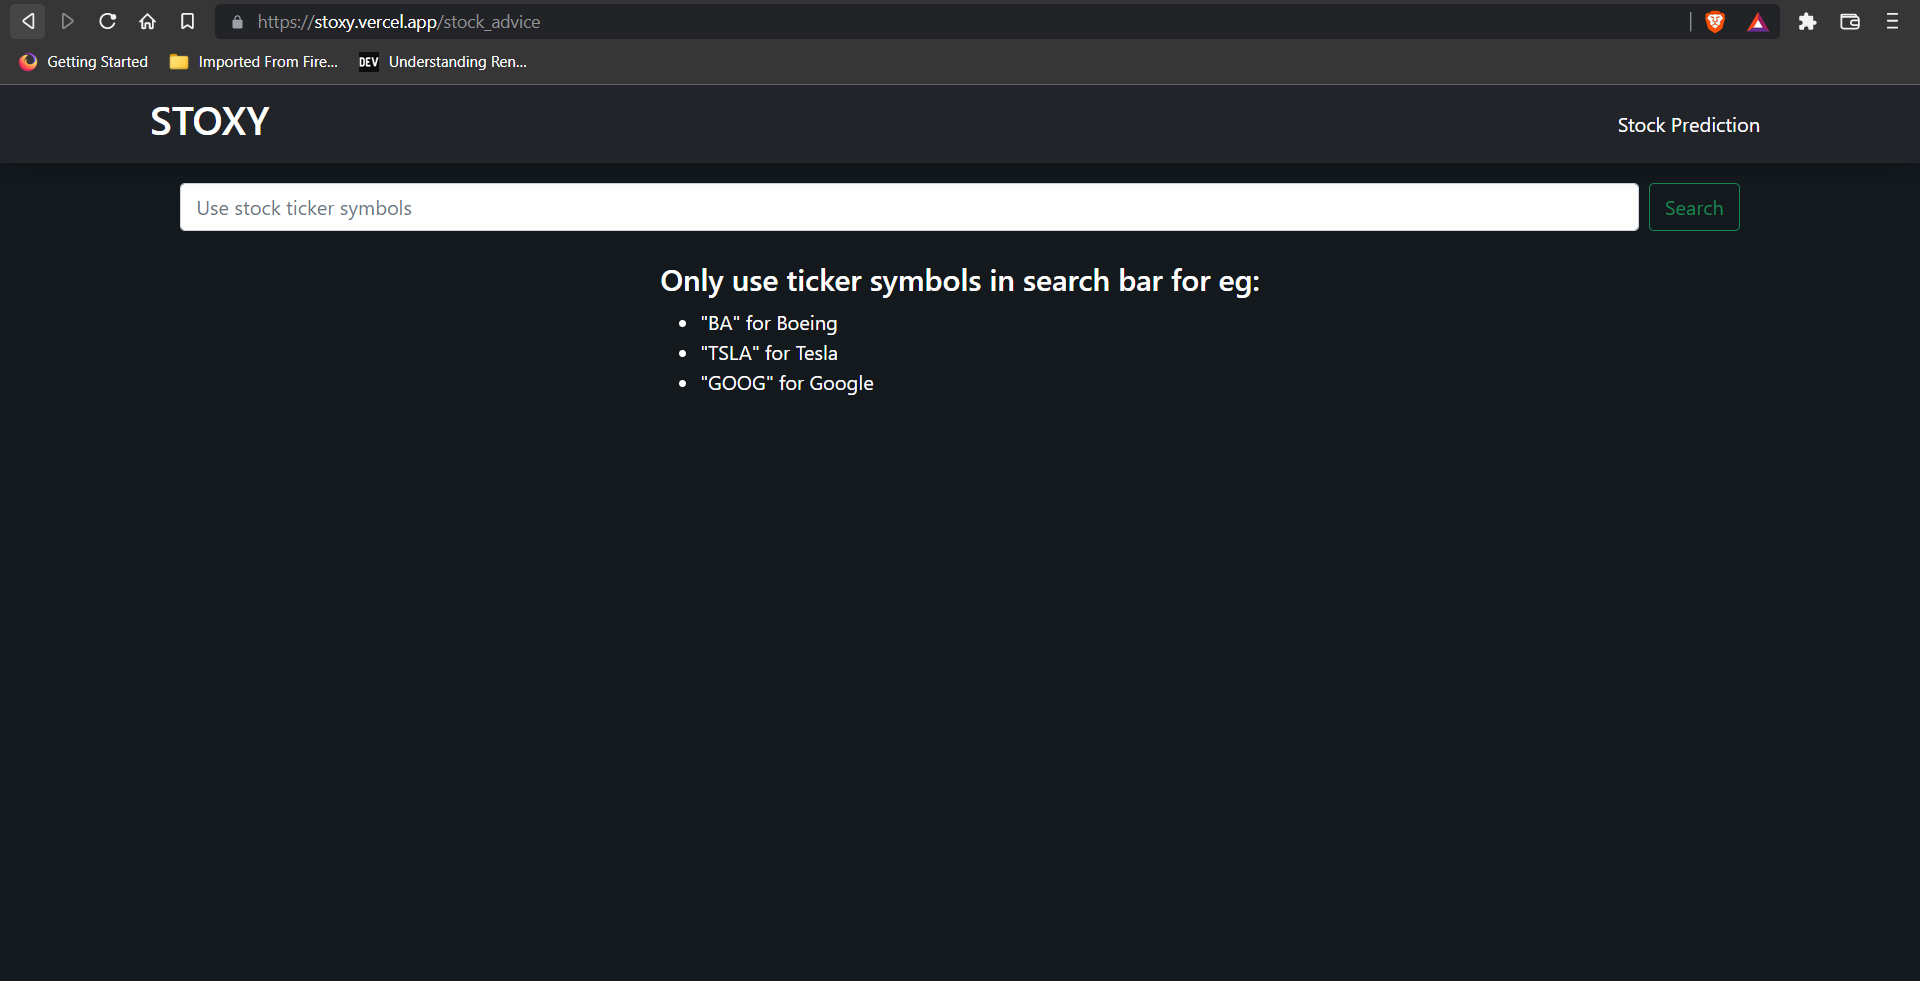 https://stoxy.vercel.app/stock_advice
Getting Started
Imported From Fire...
DEV
Understanding Ren...
STOXY
Stock Prediction
Use stock ticker symbols
Search
Only use ticker symbols in search bar for eg:
"BA" for Boeing
"TSLA" for Tesla
"GOOG" for Google